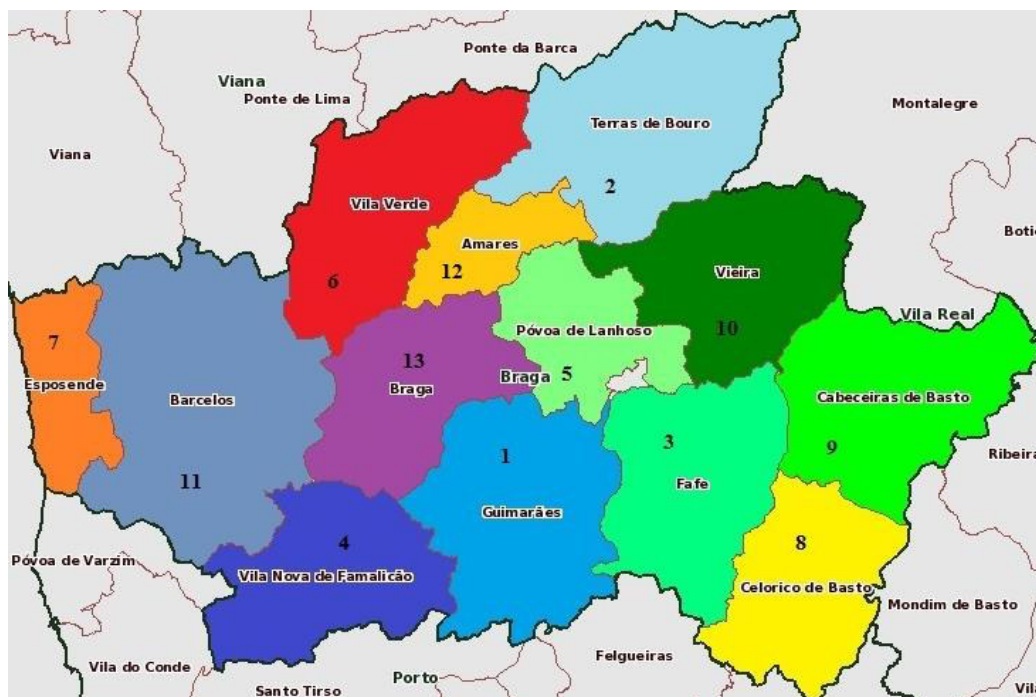 Ponte da Barca
Viana
Ponte de Lima
Montalegre
Terras de Bouro
Viana
2
Vila Verde
Botic
Amares
12
Vieira
6
Vila Real
Póvoa de Lanhoso
10
7
13
Braga
5
Esposende
Braga
Barcelos
Cabeceiras de Basto
3
9
1
Ribeira
11
Fafe
Guimarães
4
8
Póvoa de Varzim
Vila Nova de Famalicão
Celorico de Basto
Mondim de Basto
Felgueiras
Vila do Conde
Porto
Santo Tirso
Vil